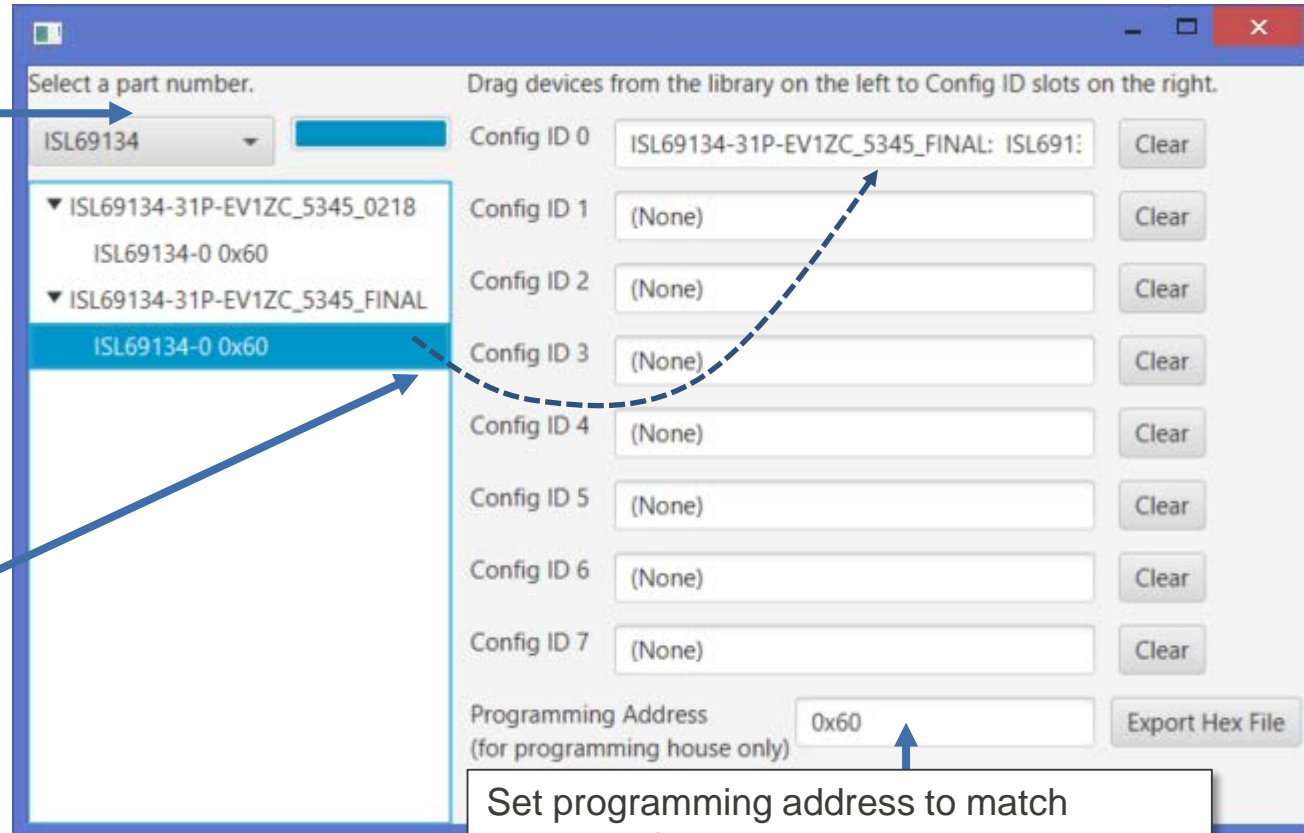 Select a part number.
Drag devices from the library on the left to Config ID slots on the right.
ISL69134
▼ ISL69134-31P-EV1ZC_5345_0218
ISL69134-0 0x60
▼ ISL69134-31P-EV1ZC_5345_FINAL
ISL69134-0 0x60
Config ID 0 ISL69134-31P-EV1ZC_5345_FINAL: ISL691 Clear
Config ID 1 (None) Clear
Config ID 2 (None) Clear
Config ID 3 (None) Clear
Config ID 4 (None) Clear
Config ID 5 (None) Clear
Config ID 6 (None) Clear
Config ID 7 (None) Clear
Programming Address 0x60 Export Hex File
(for programming house only)
Set programming address to match